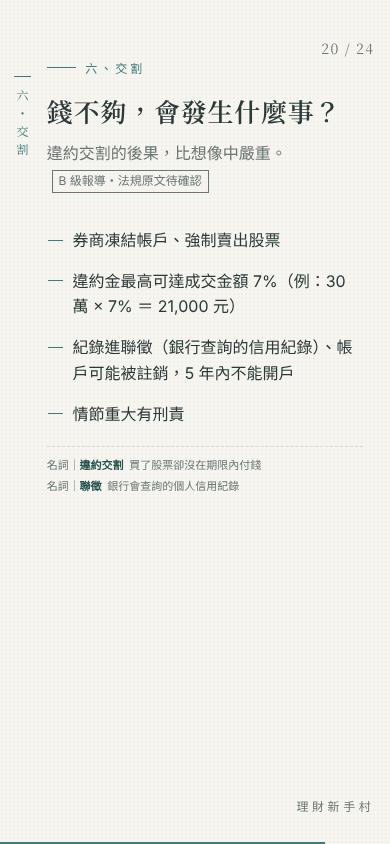 20 / 24
六、交割
六・交割
錢不夠，會發生什麼事？
違約交割的後果，比想像中嚴重。
B 級報導・法規原文待確認
— 券商凍結帳戶、強制賣出股票
— 違約金最高可達成交金額 7%（例：30
萬 × 7% ＝ 21,000 元）
— 紀錄進聯徵（銀行查詢的信用紀錄）、帳
戶可能被註銷，5 年內不能開戶
— 情節重大有刑責
名詞｜違約交割 買了股票卻沒在期限內付錢
名詞｜聯徵 銀行會查詢的個人信用紀錄
理財新手村